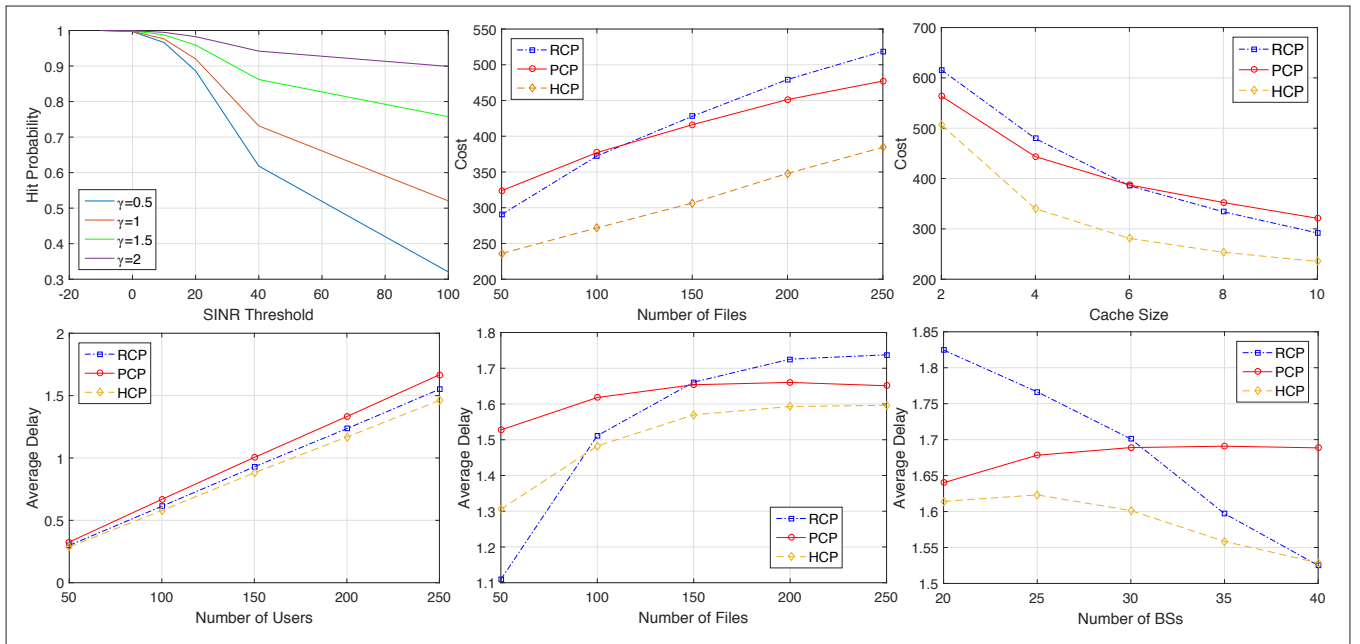 1
0.9
0.8
0.7
0.6
0.5
0.4
0.3
Hit Probability
γ=0.5
γ=1
γ=1.5
γ=2
-20 0 20 40 60 80 100
SINR Threshold
550
500
450
400
350
300
250
200
Cost
RCP
PCP
HCP
50 100 150 200 250
Number of Files
700
600
500
400
300
200
Cost
RCP
PCP
HCP
2 4 6 8 10
Cache Size
2
1.5
1
0.5
0
Average Delay
RCP
PCP
HCP
50 100 150 200 250
Number of Users
1.8
1.7
1.6
1.5
1.4
1.3
1.2
1.1
Average Delay
RCP
PCP
HCP
50 100 150 200 250
Number of Files
1.85
1.8
1.75
1.7
1.65
1.6
1.55
1.5
Average Delay
RCP
PCP
HCP
20 25 30 35 40
Number of BSs